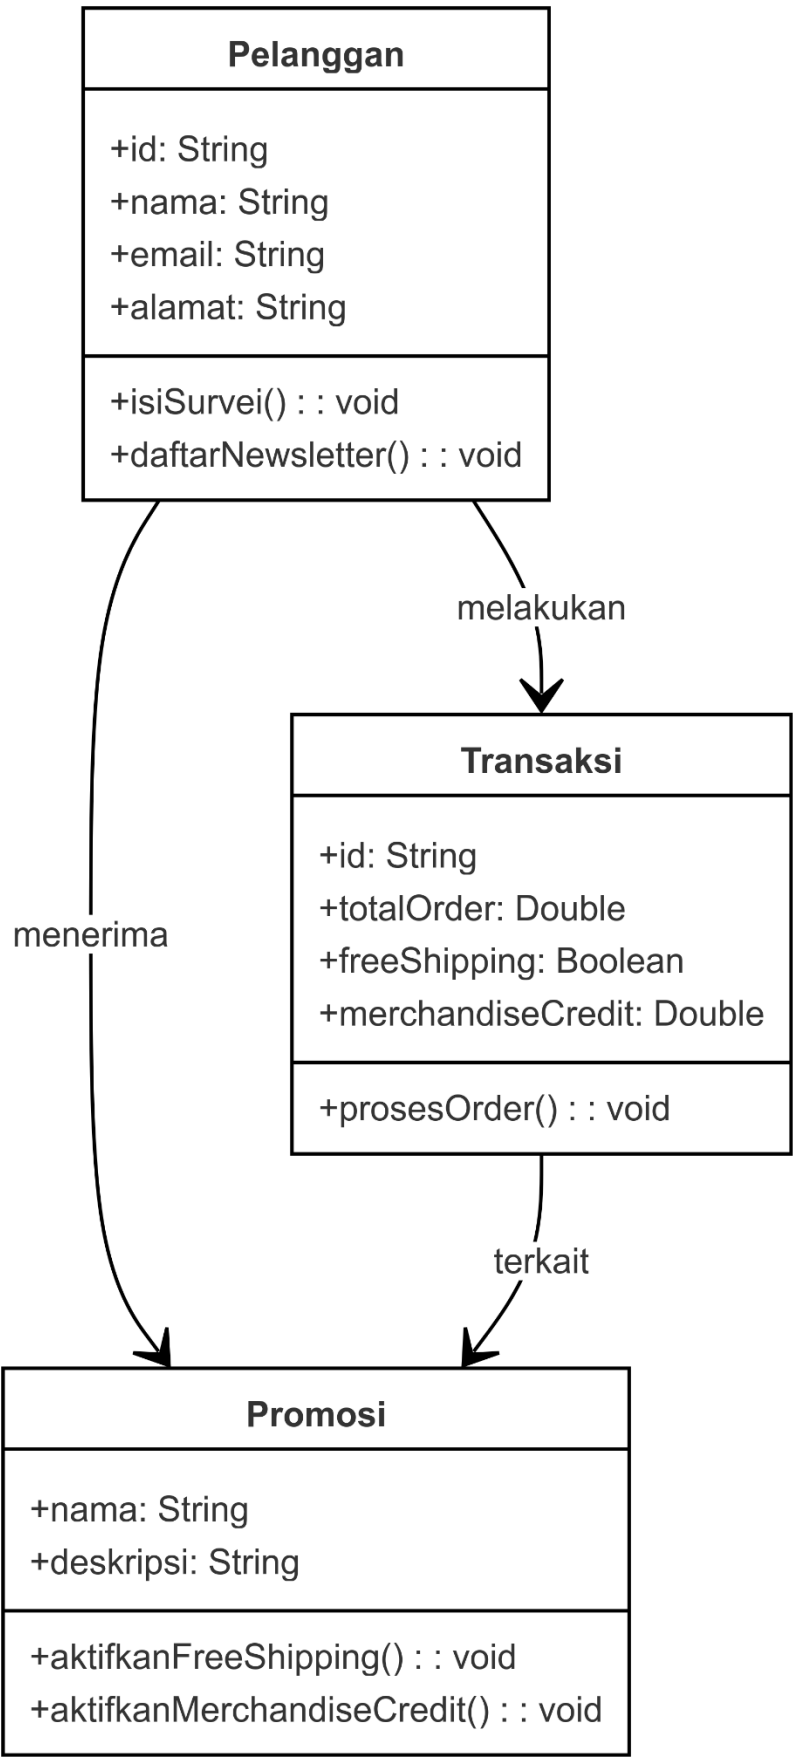 Pelanggan
+id: String
+nama: String
+email: String
+alamat: String
+isiSurvei() : : void
+daftarNewsletter() : : void
melakukan
Transaksi
+id: String
+totalOrder: Double
+freeShipping: Boolean
+merchandiseCredit: Double
+prosesOrder() : : void
menerima
terkait
Promosi
+nama: String
+deskripsi: String
+aktifkanFreeShipping() : : void
+aktifkanMerchandiseCredit() : : void